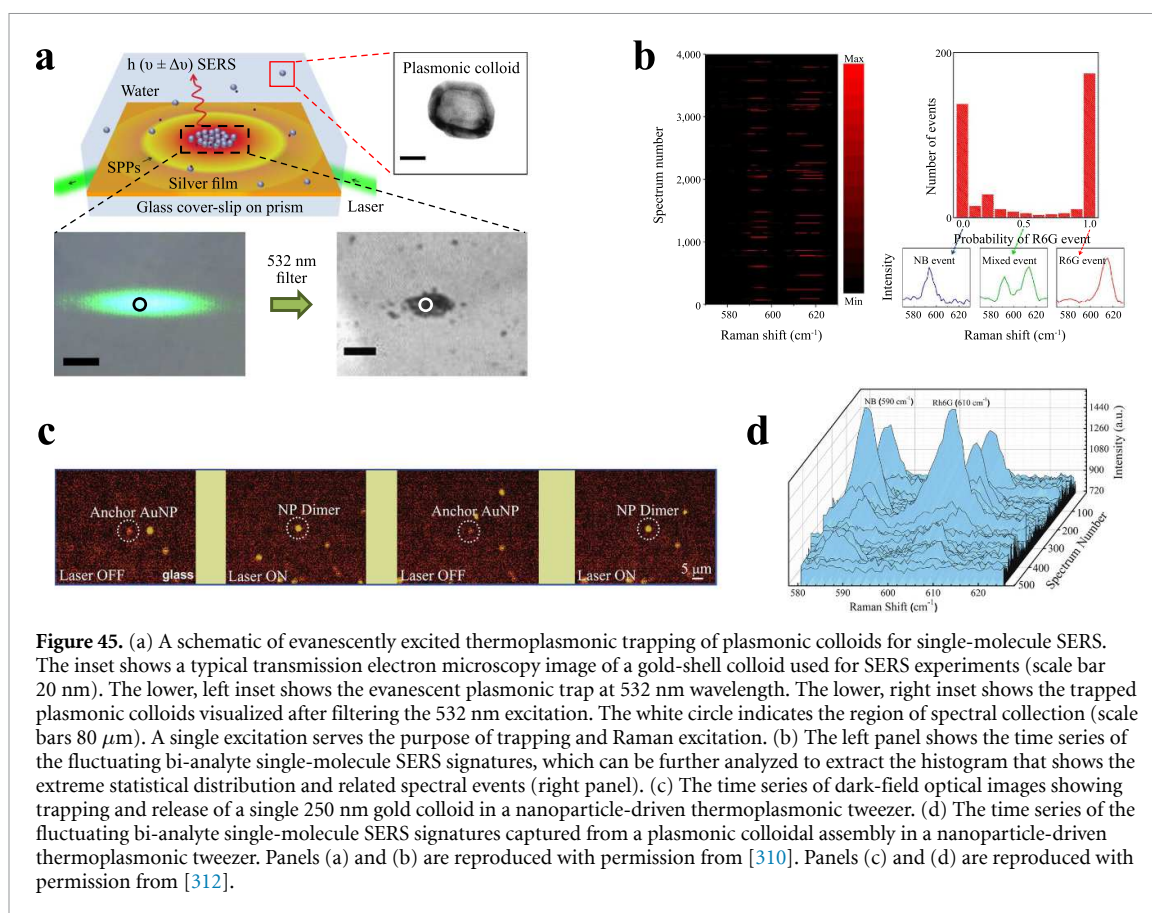 a
h (υ ± Δυ) SERS
Water
Plasmonic colloid
SPPs
Silver film
Glass cover-slip on prism
Laser
532 nm
filter
b
4,000
3,000
2,000
1,000
0
Spectrum number
580
600
620
Raman shift (cm⁻¹)
Max
Min
200
0
Number of events
0.0
0.5
1.0
Probability of R6G event
NB event
Mixed event
R6G event
Intensity
580 600 620
580 600 620
580 600 620
Raman shift (cm⁻¹)
Raman shift (cm⁻¹)
c
Anchor AuNP
Laser OFF
glass
NP Dimer
Laser ON
Anchor AuNP
Laser OFF
NP Dimer
Laser ON
5 μm
d
NB (590 cm⁻¹)
Rh6G (610 cm⁻¹)
1440
1260
1080
900
720
Intensity (a.u.)
100
200
300
400
500
Spectrum Number
580
590
600
610
620
Raman Shift (cm⁻¹)
Figure 45. (a) A schematic of evanescently excited thermoplasmonic trapping of plasmonic colloids for single-molecule SERS.
The inset shows a typical transmission electron microscopy image of a gold-shell colloid used for SERS experiments (scale bar
20 nm). The lower, left inset shows the evanescent plasmonic trap at 532 nm wavelength. The lower, right inset shows the trapped
plasmonic colloids visualized after filtering the 532 nm excitation. The white circle indicates the region of spectral collection (scale
bars 80 μm). A single excitation serves the purpose of trapping and Raman excitation. (b) The left panel shows the time series of
the fluctuating bi-analyte single-molecule SERS signatures, which can be further analyzed to extract the histogram that shows the
extreme statistical distribution and related spectral events (right panel). (c) The time series of dark-field optical images showing
trapping and release of a single 250 nm gold colloid in a nanoparticle-driven thermoplasmonic tweezer. (d) The time series of the
fluctuating bi-analyte single-molecule SERS signatures captured from a plasmonic colloidal assembly in a nanoparticle-driven
thermoplasmonic tweezer. Panels (a) and (b) are reproduced with permission from [310]. Panels (c) and (d) are reproduced with
permission from [312].